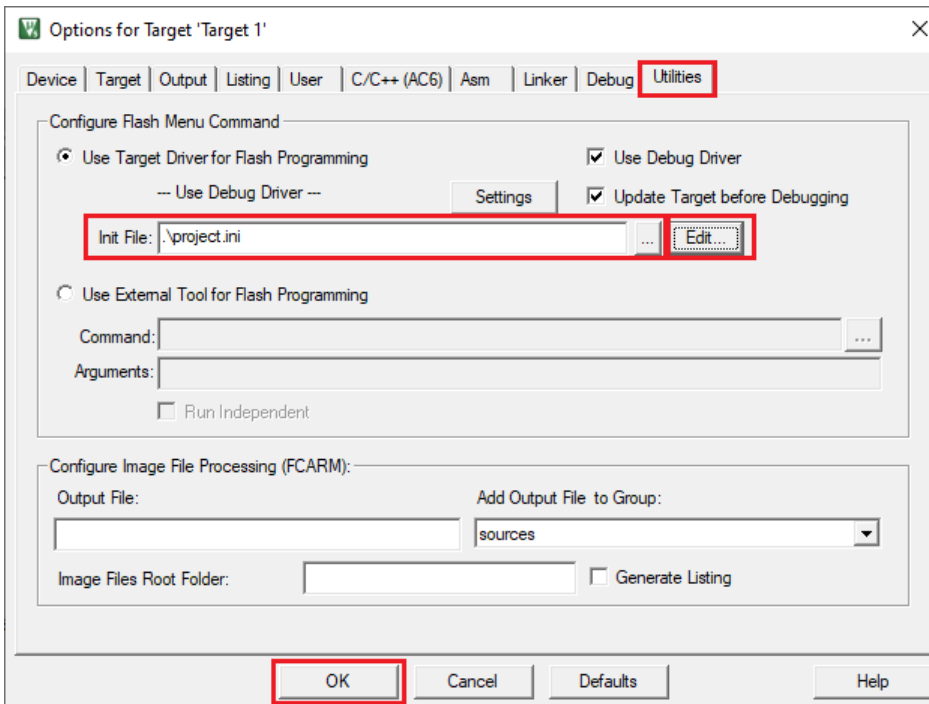 Options for Target 'Target 1'
Device Target Output Listing User C/C++ (AC6) Asm Linker Debug Utilities
Configure Flash Menu Command
Use Target Driver for Flash Programming Use Debug Driver
--- Use Debug Driver --- Settings Update Target before Debugging
Init File: .\project.ini ... Edit...
Use External Tool for Flash Programming
Command: ...
Arguments:
Run Independent
Configure Image File Processing (FCARM):
Output File: Add Output File to Group:
sources
Image Files Root Folder: Generate Listing
OK Cancel Defaults Help